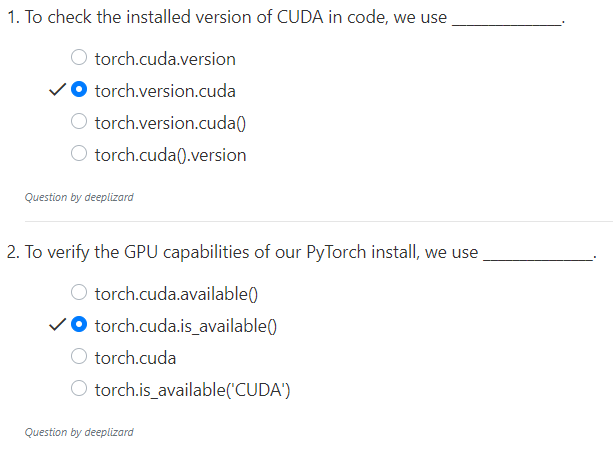 1. To check the installed version of CUDA in code, we use ______________.
torch.cuda.version
torch.version.cuda
torch.version.cuda()
torch.cuda().version
Question by deeplizard
2. To verify the GPU capabilities of our PyTorch install, we use ______________.
torch.cuda.available()
torch.cuda.is_available()
torch.cuda
torch.is_available('CUDA')
Question by deeplizard